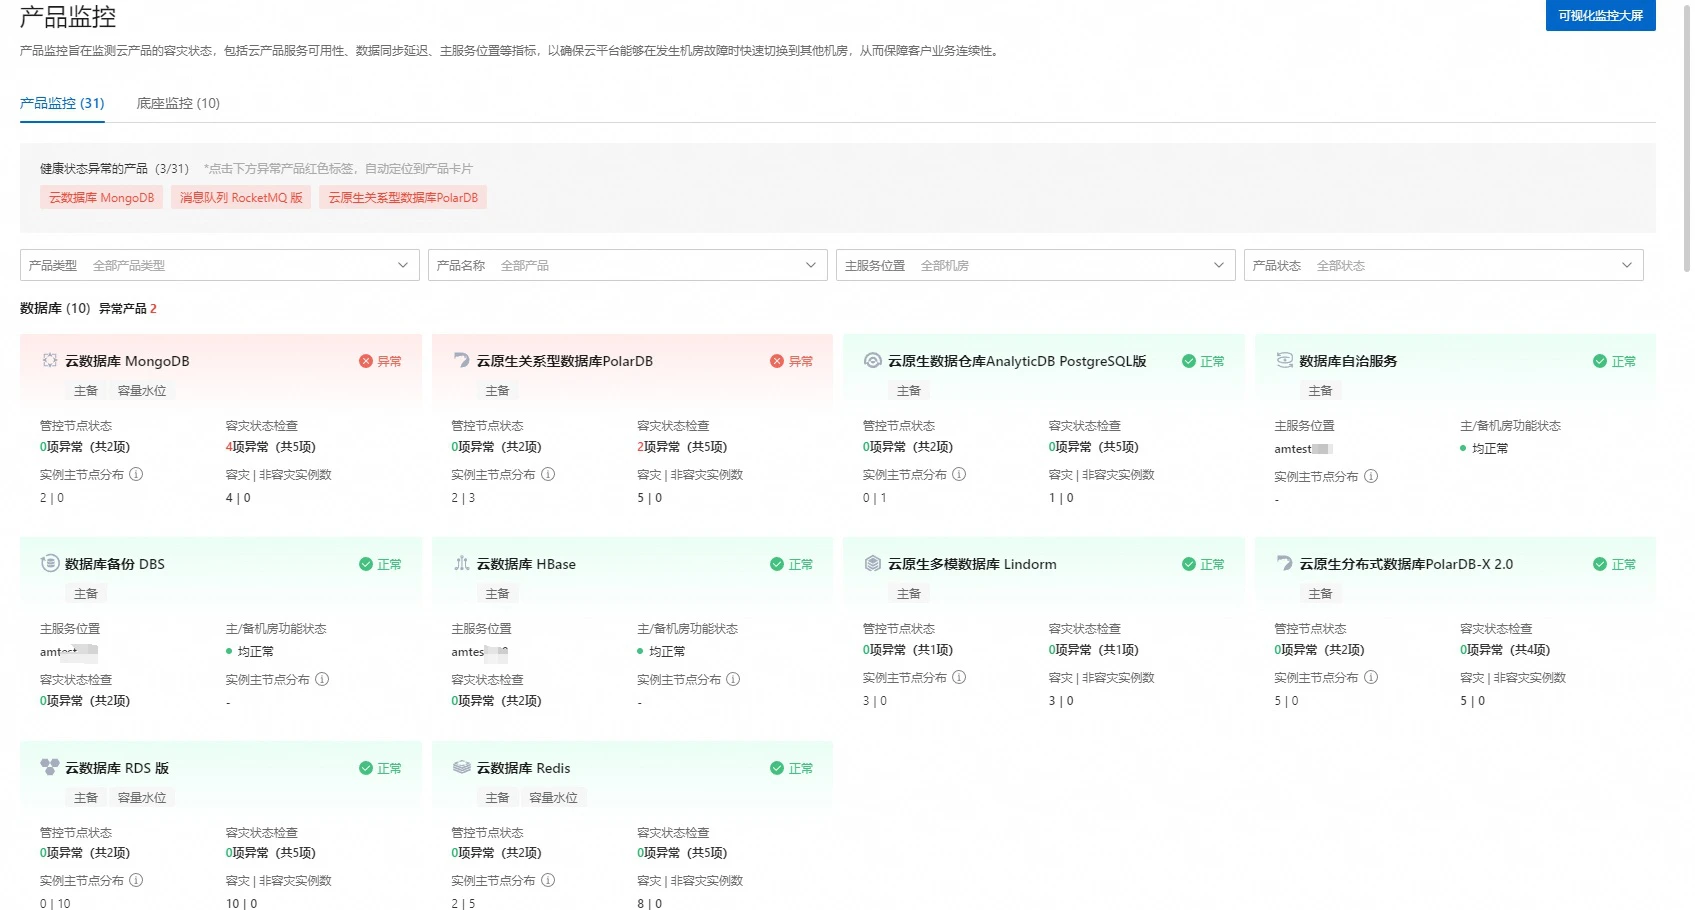 产品监控
可视化监控大屏
产品监控旨在监测云产品的容灾状态，包括云产品服务可用性、数据同步延迟、主服务位置等指标，以确保云平台能够在发生机房故障时快速切换到其他机房，从而保障客户业务连续性。
产品监控 (31) 底座监控 (10)
健康状态异常的产品（3/31） *点击下方异常产品红色标签，自动定位到产品卡片
云数据库 MongoDB 消息队列 RocketMQ 版 云原生关系型数据库PolarDB
产品类型 全部产品类型 产品名称 全部产品 主服务位置 全部机房 产品状态 全部状态
数据库 (10) 异常产品 2
云数据库 MongoDB 异常
主备 容量水位
管控节点状态 容灾状态检查
0项异常（共2项） 4项异常（共5项）
实例主节点分布 容灾 | 非容灾实例数
2 | 0 4 | 0
云原生关系型数据库PolarDB 异常
主备
管控节点状态 容灾状态检查
0项异常（共2项） 2项异常（共5项）
实例主节点分布 容灾 | 非容灾实例数
2 | 3 5 | 0
云原生数据仓库AnalyticDB PostgreSQL版 正常
主备
管控节点状态 容灾状态检查
0项异常（共2项） 0项异常（共5项）
实例主节点分布 容灾 | 非容灾实例数
0 | 1 1 | 0
数据库自治服务 正常
主备
主服务位置 主/备机房功能状态
amtest 均正常
实例主节点分布
-
数据库备份 DBS 正常
主备
主服务位置 主/备机房功能状态
amtest 均正常
容灾状态检查 实例主节点分布
0项异常（共2项） -
云数据库 HBase 正常
主备
主服务位置 主/备机房功能状态
amtes 均正常
容灾状态检查 实例主节点分布
0项异常（共2项） -
云原生多模数据库 Lindorm 正常
主备
管控节点状态 容灾状态检查
0项异常（共1项） 0项异常（共1项）
实例主节点分布 容灾 | 非容灾实例数
3 | 0 3 | 0
云原生分布式数据库PolarDB-X 2.0 正常
主备
管控节点状态 容灾状态检查
0项异常（共2项） 0项异常（共4项）
实例主节点分布 容灾 | 非容灾实例数
5 | 0 5 | 0
云数据库 RDS 版 正常
主备 容量水位
管控节点状态 容灾状态检查
0项异常（共2项） 0项异常（共5项）
实例主节点分布 容灾 | 非容灾实例数
0 | 10 10 | 0
云数据库 Redis 正常
主备 容量水位
管控节点状态 容灾状态检查
0项异常（共2项） 0项异常（共5项）
实例主节点分布 容灾 | 非容灾实例数
2 | 5 8 | 0